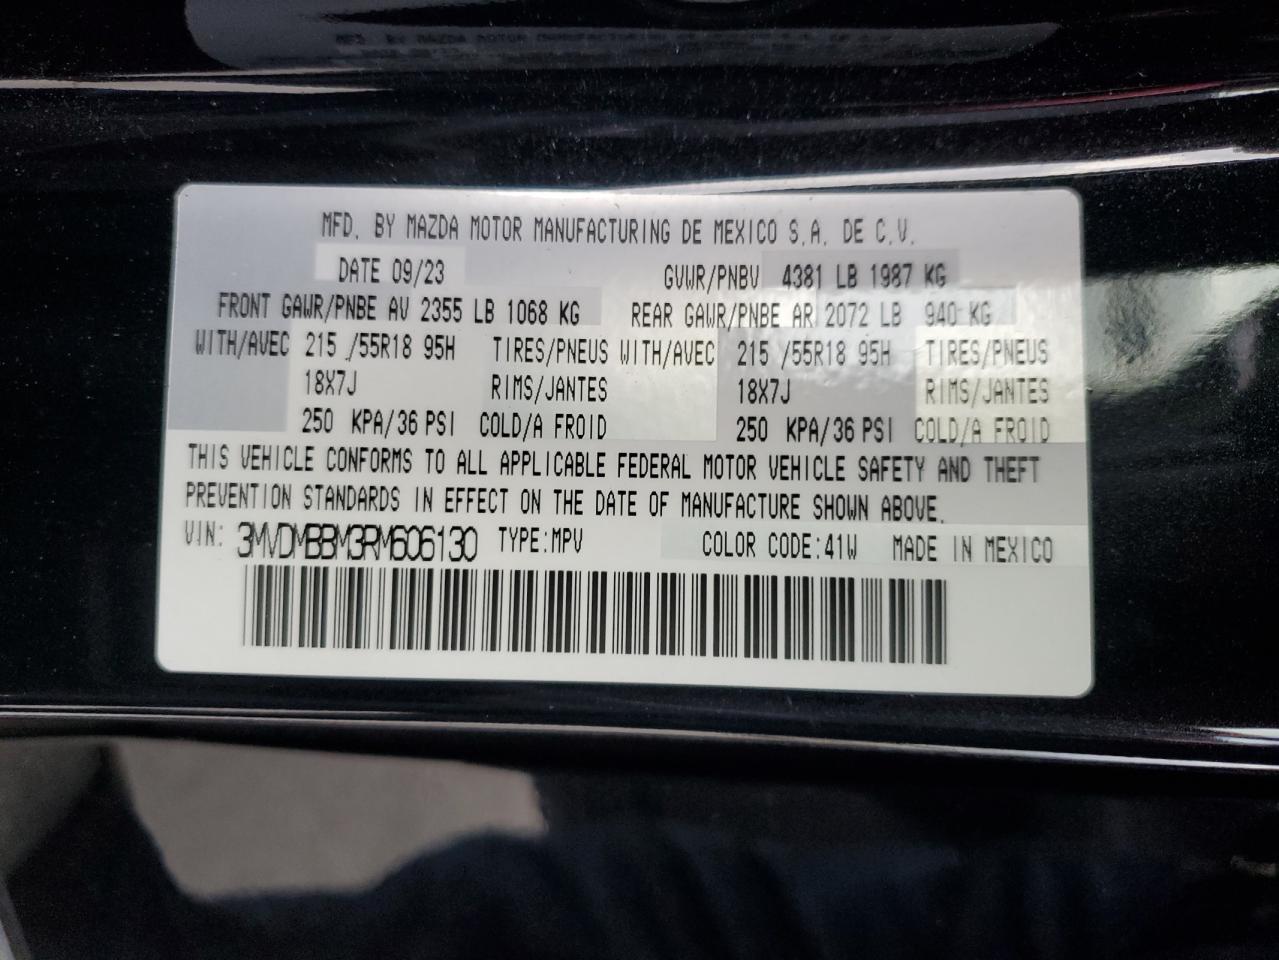 MFD. BY MAZDA MOTOR MANUFACTURING DE MEXICO S.A. DE C.V.
DATE 09/23 GVWR/PNBV 4381 LB 1987 KG
FRONT GAWR/PNBE AV 2355 LB 1068 KG REAR GAWR/PNBE AR 2072 LB 940 KG
WITH/AVEC 215 /55R18 95H TIRES/PNEUS WITH/AVEC 215 /55R18 95H TIRES/PNEUS
18X7J RIMS/JANTES 18X7J RIMS/JANTES
250 KPA/36 PSI COLD/A FROID 250 KPA/36 PSI COLD/A FROID
THIS VEHICLE CONFORMS TO ALL APPLICABLE FEDERAL MOTOR VEHICLE SAFETY AND THEFT
PREVENTION STANDARDS IN EFFECT ON THE DATE OF MANUFACTURE SHOWN ABOVE.
VIN: 3MVDMBBM3RM606130 TYPE:MPV COLOR CODE:41W MADE IN MEXICO